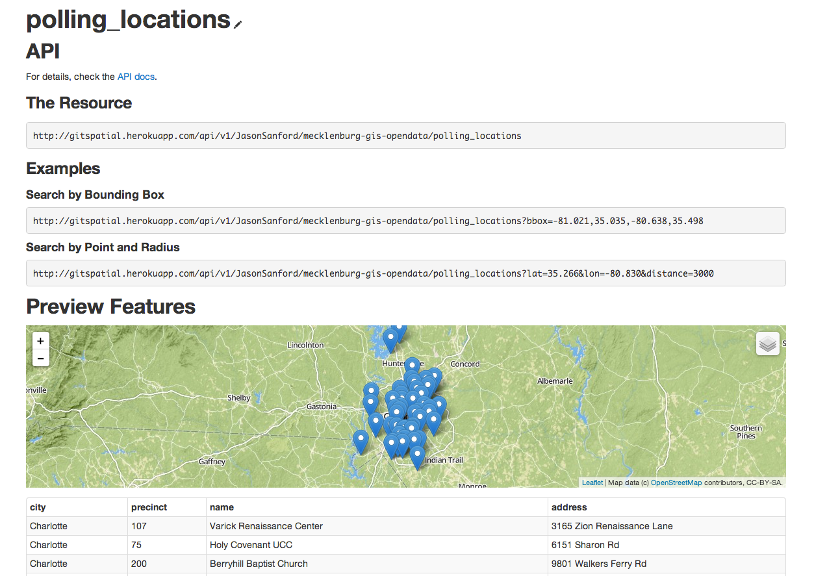 polling_locations
API
For details, check the API docs.
The Resource
http://gitspatial.herokuapp.com/api/v1/JasonSanford/mecklenburg-gis-opendata/polling_locations
Examples
Search by Bounding Box
http://gitspatial.herokuapp.com/api/v1/JasonSanford/mecklenburg-gis-opendata/polling_locations?bbox=-81.021,35.035,-80.638,35.498
Search by Point and Radius
http://gitspatial.herokuapp.com/api/v1/JasonSanford/mecklenburg-gis-opendata/polling_locations?lat=35.266&lon=-80.830&distance=3000
Preview Features
+
−
Lincolnton
Concord
Albemarle
Shelby
Gastonia
Southern
Pines
Gaffney
Indian Trail
Monroe
Leaflet | Map data (c) OpenStreetMap contributors, CC-BY-SA.
city precinct name address
Charlotte 107 Varick Renaissance Center 3165 Zion Renaissance Lane
Charlotte 75 Holy Covenant UCC 6151 Sharon Rd
Charlotte 200 Berryhill Baptist Church 9801 Walkers Ferry Rd